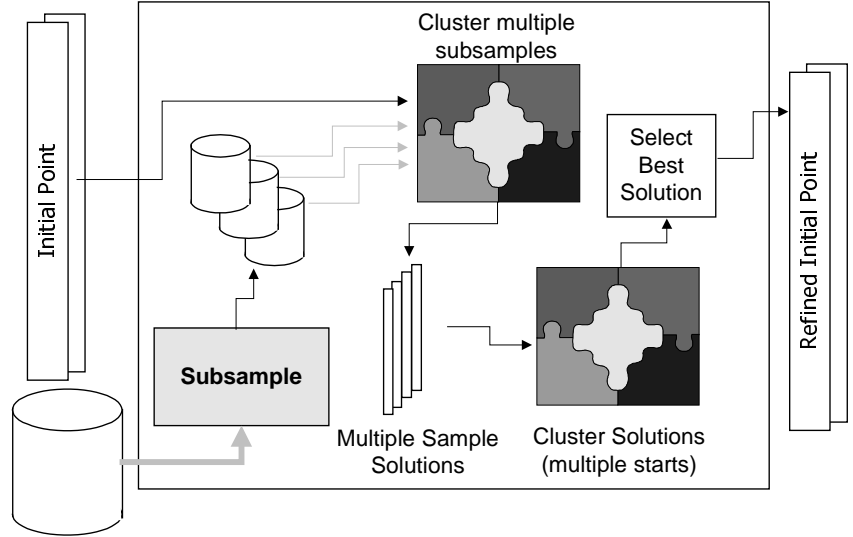 Initial Point
Cluster multiple
subsamples
Select
Best
Solution
Refined Initial Point
Subsample
Multiple Sample
Solutions
Cluster Solutions
(multiple starts)